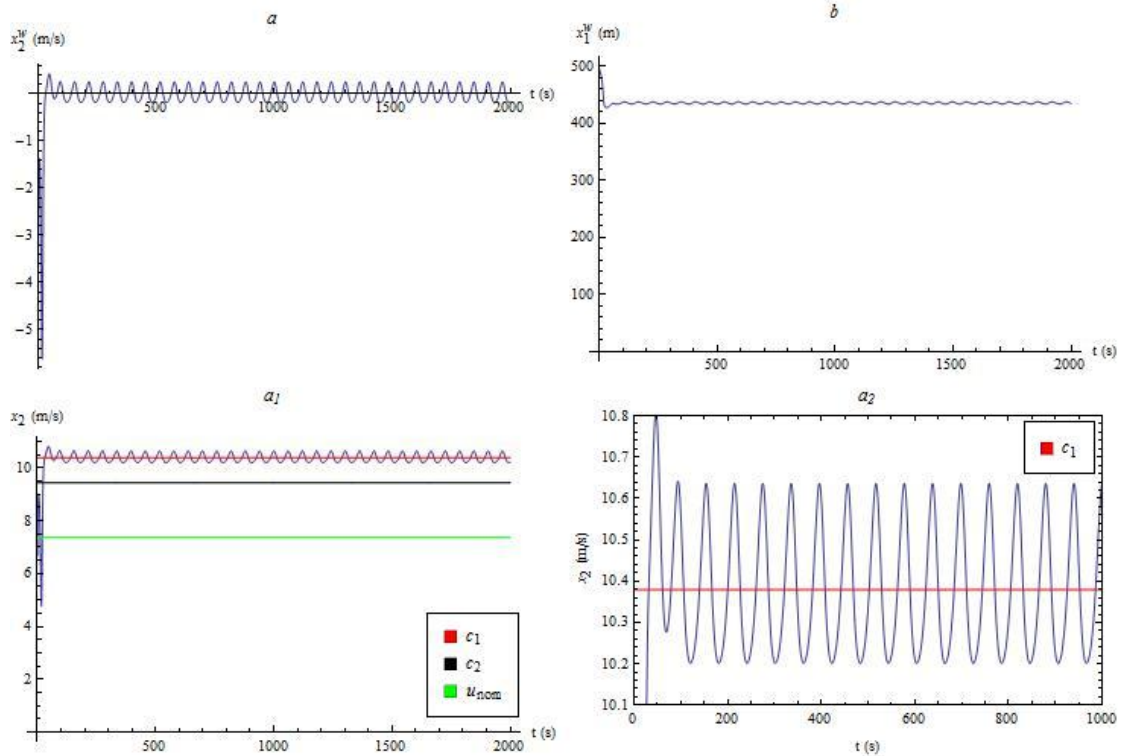 a
x₂ʷ (m/s)
500
1000
1500
2000
t (s)
−1
−2
−3
−4
−5
b
x₁ʷ (m)
500
400
300
200
100
500
1000
1500
2000
t (s)
a₁
x₂ (m/s)
10
8
6
4
2
500
1000
1500
2000
t (s)
c₁
c₂
u_nom
a₂
x₂ (m/s)
10.8
10.7
10.6
10.5
10.4
10.3
10.2
10.1
0
200
400
600
800
1000
t (s)
c₁